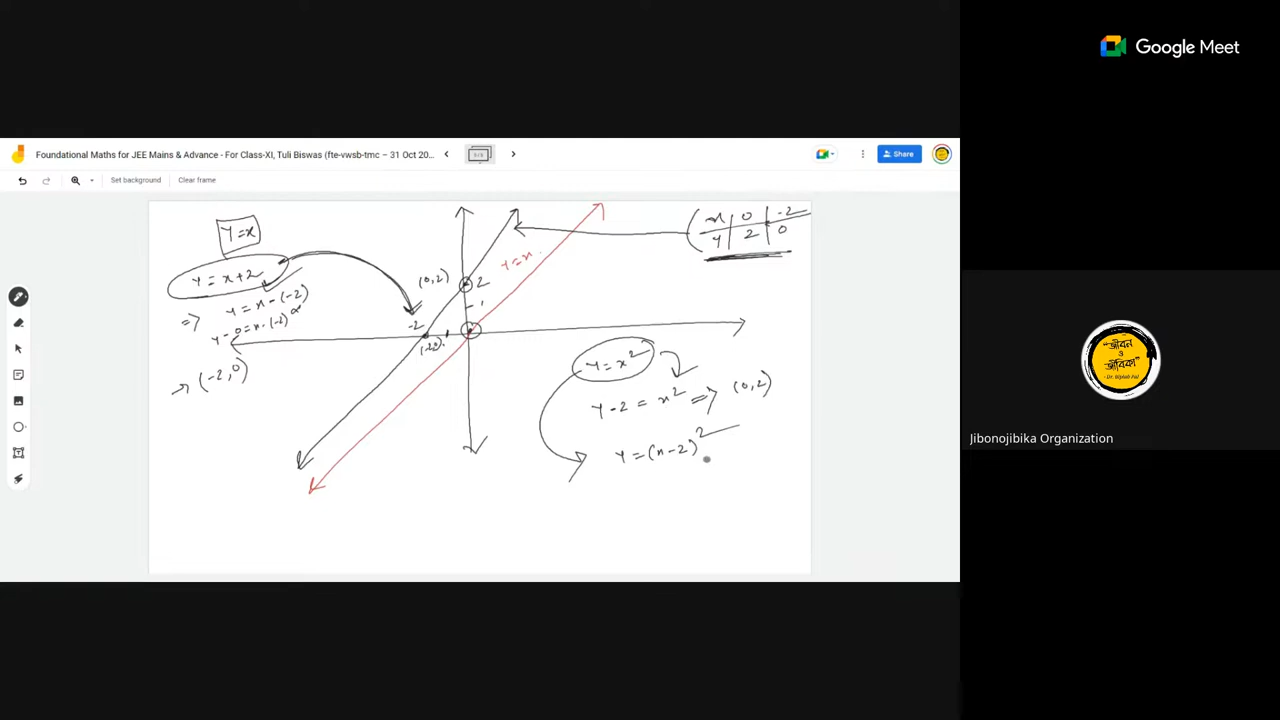 Google Meet
Foundational Maths for JEE Mains & Advance - For Class-XI, Tuli Biswas (fte-vwsb-tmc – 31 Oct 20...
Share
Set background
Clear frame
Y=x
Y = x+2
=> Y = x-(-2)
Y-0 = x-(-2)
→ (-2,0)
(0,2)
2
-2
(-2,0)
Y=x
x | 0 | -2
Y | 2 | 0
Y = x²
Y-2 = x² => (0,2)
Y = (x-2)²
"জীবন
ও
জীবিকা"
Jibonojibika Organization